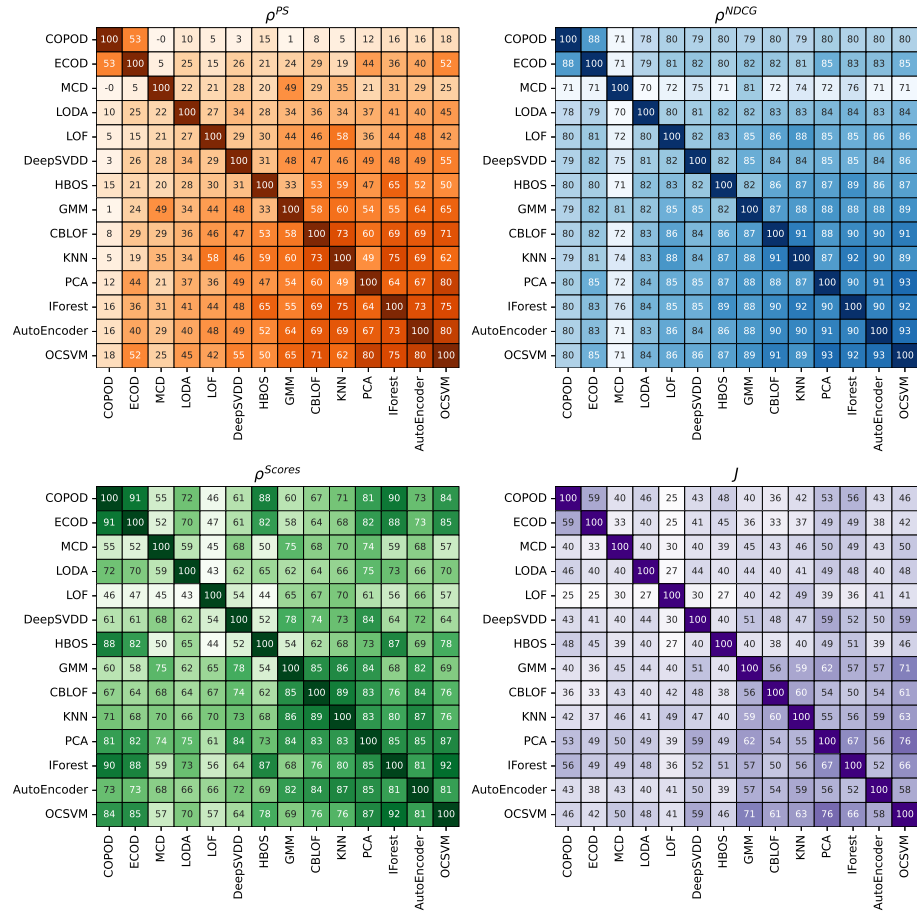 ρ^PS
COPOD 100 53 -0 10 5 3 15 1 8 5 12 16 16 18
ECOD 53 100 5 25 15 26 21 24 29 19 44 36 40 52
MCD -0 5 100 22 21 28 20 49 29 35 21 31 29 25
LODA 10 25 22 100 27 34 28 34 36 34 37 41 40 45
LOF 5 15 21 27 100 29 30 44 46 58 36 44 48 42
DeepSVDD 3 26 28 34 29 100 31 48 47 46 49 48 49 55
HBOS 15 21 20 28 30 31 100 33 53 59 47 65 52 50
GMM 1 24 49 34 44 48 33 100 58 60 54 55 64 65
CBLOF 8 29 29 36 46 47 53 58 100 73 60 69 69 71
KNN 5 19 35 34 58 46 59 60 73 100 49 75 67 62
PCA 12 44 21 37 36 49 47 54 60 49 100 64 67 80
IForest 16 36 31 41 44 48 65 55 69 75 64 100 73 75
AutoEncoder 16 40 29 40 48 49 52 64 69 67 67 73 100 80
OCSVM 18 52 25 45 42 55 50 65 71 62 80 75 80 100
COPOD ECOD MCD LODA LOF DeepSVDD HBOS GMM CBLOF KNN PCA IForest AutoEncoder OCSVM
ρ^NDCG
COPOD 100 88 71 78 80 79 80 79 80 79 80 80 80 80
ECOD 88 100 71 79 81 82 80 82 82 81 85 83 83 85
MCD 71 71 100 70 72 75 71 81 72 74 72 76 71 71
LODA 78 79 70 100 80 81 82 82 83 83 83 84 83 84
LOF 80 81 72 80 100 82 83 85 86 88 85 85 86 86
DeepSVDD 79 82 75 81 82 100 82 85 84 84 85 85 84 86
HBOS 80 80 71 82 83 82 100 82 86 87 87 89 86 87
GMM 79 82 81 82 85 85 82 100 88 87 88 88 88 89
CBLOF 80 82 72 83 86 84 86 88 100 91 88 90 90 91
KNN 79 81 74 83 88 84 87 87 91 100 87 92 90 89
PCA 80 85 72 83 85 85 87 88 88 87 100 90 91 93
IForest 80 83 76 84 85 85 89 88 90 92 90 100 90 92
AutoEncoder 80 83 71 83 86 84 86 88 90 90 91 90 100 93
OCSVM 80 85 71 84 86 86 87 89 91 89 93 92 93 100
COPOD ECOD MCD LODA LOF DeepSVDD HBOS GMM CBLOF KNN PCA IForest AutoEncoder OCSVM
ρ^Scores
COPOD 100 91 55 72 46 61 88 60 67 71 81 90 73 84
ECOD 91 100 52 70 47 61 82 58 64 68 82 88 73 85
MCD 55 52 100 59 45 68 50 75 68 70 74 59 68 57
LODA 72 70 59 100 43 62 65 62 64 66 75 73 66 70
LOF 46 47 45 43 100 54 44 65 67 70 61 56 66 57
DeepSVDD 61 61 68 62 54 100 52 78 74 73 84 64 72 64
HBOS 88 82 50 65 44 52 100 54 62 68 73 87 69 78
GMM 60 58 75 62 65 78 54 100 85 86 84 68 82 69
CBLOF 67 64 68 64 67 74 62 85 100 89 83 76 84 76
KNN 71 68 70 66 70 73 68 86 89 100 83 80 87 76
PCA 81 82 74 75 61 84 73 84 83 83 100 85 85 87
IForest 90 88 59 73 56 64 87 68 76 80 85 100 81 92
AutoEncoder 73 73 68 66 66 72 69 82 84 87 85 81 100 81
OCSVM 84 85 57 70 57 64 78 69 76 76 87 92 81 100
COPOD ECOD MCD LODA LOF DeepSVDD HBOS GMM CBLOF KNN PCA IForest AutoEncoder OCSVM
J
COPOD 100 59 40 46 25 43 48 40 36 42 53 56 43 46
ECOD 59 100 33 40 25 41 45 36 33 37 49 49 38 42
MCD 40 33 100 40 30 40 39 45 43 46 50 49 43 50
LODA 46 40 40 100 27 44 40 44 40 41 49 48 40 48
LOF 25 25 30 27 100 30 27 40 42 49 39 36 41 41
DeepSVDD 43 41 40 44 30 100 40 51 48 47 59 52 50 59
HBOS 48 45 39 40 27 40 100 40 38 40 49 51 39 46
GMM 40 36 45 44 40 51 40 100 56 59 62 57 57 71
CBLOF 36 33 43 40 42 48 38 56 100 60 54 50 54 61
KNN 42 37 46 41 49 47 40 59 60 100 55 56 59 63
PCA 53 49 50 49 39 59 49 62 54 55 100 67 56 76
IForest 56 49 49 48 36 52 51 57 50 56 67 100 52 66
AutoEncoder 43 38 43 40 41 50 39 57 54 59 56 52 100 58
OCSVM 46 42 50 48 41 59 46 71 61 63 76 66 58 100
COPOD ECOD MCD LODA LOF DeepSVDD HBOS GMM CBLOF KNN PCA IForest AutoEncoder OCSVM